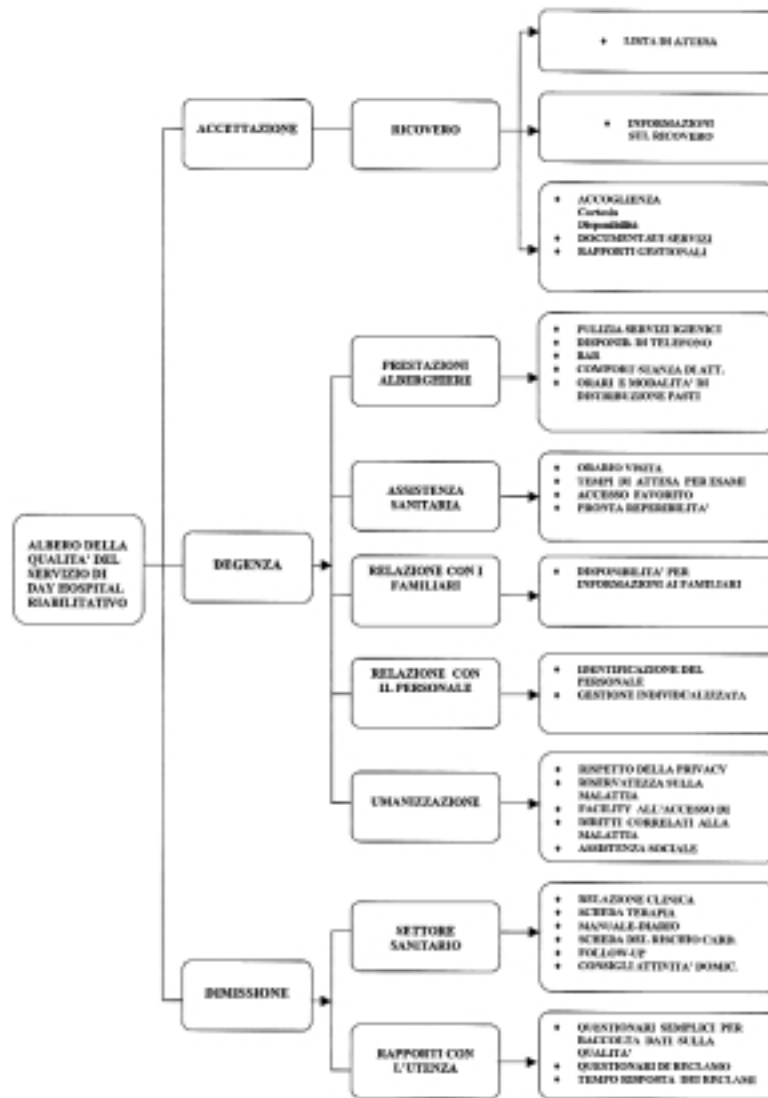 ALBERO DELLA
QUALITA' DEL
SERVIZIO DI
DAY HOSPITAL
RIABILITATIVO
ACCETTAZIONE
RICOVERO
LISTA DI ATTESA
INFORMAZIONI
SUL RICOVERO
ACCOGLIENZA
Cortesia
Disponibilità
DOCUMENTI SERVIZI
RAPPORTI GESTIONALI
DEGENZA
PRESTAZIONI
ALBERGHIERE
PULIZIA SERVIZI IGIENICI
DISPONIB. DI TELEFONO
BAR
COMFORT STANZA DI ATT.
ORARI E MODALITA' DI
DISTRIBUZIONE PASTI
ASSISTENZA
SANITARIA
ORARIO VISITA
TEMPI DI ATTESA PER ESAMI
ACCESSO FAVORITO
PRONTA REPERIBILITA'
RELAZIONE CON I
FAMILIARI
DISPONIBILITA' PER
INFORMAZIONI AI FAMILIARI
RELAZIONE CON
IL PERSONALE
IDENTIFICAZIONE DEL
PERSONALE
GESTIONE INDIVIDUALIZZATA
UMANIZZAZIONE
RISPETTO DELLA PRIVACY
RISERVATEZZA SULLA
MALATTIA
FACILITY ALL'ACCESSO DI
DIRITTI CORRELATI ALLA
MALATTIA
ASSISTENZA SOCIALE
DIMISSIONE
SETTORE
SANITARIO
RELAZIONE CLINICA
SCHEDA TERAPIA
MANUALE-DIARIO
SCHEDA DEL RISCHIO CARD.
FOLLOW-UP
CONSIGLI ATTIVITA' DOMIC.
RAPPORTI CON
L'UTENZA
QUESTIONARI SEMPLICI PER
RACCOLTA DATI SULLA
QUALITA'
QUESTIONARI DI RECLAMO
TEMPO RISPOSTA DEI RECLAMI